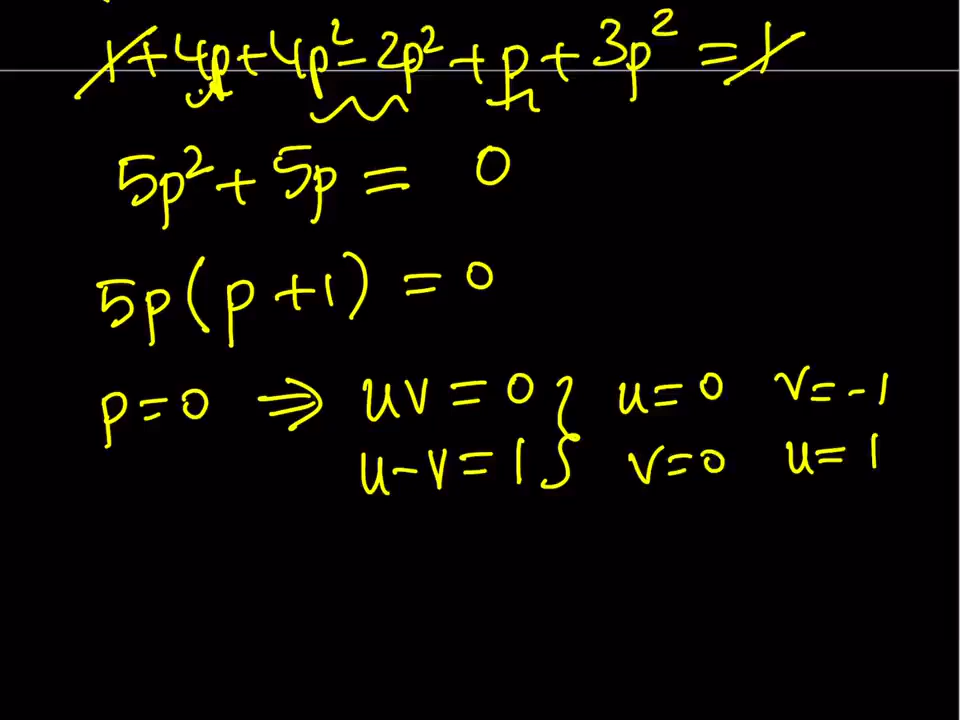 1 + 4p + 4p² - 2p² + p + 3p² = 1
5p² + 5p = 0
5p(p + 1) = 0
p = 0 ⇒ uv = 0 } u = 0 v = -1
u - v = 1 } v = 0 u = 1